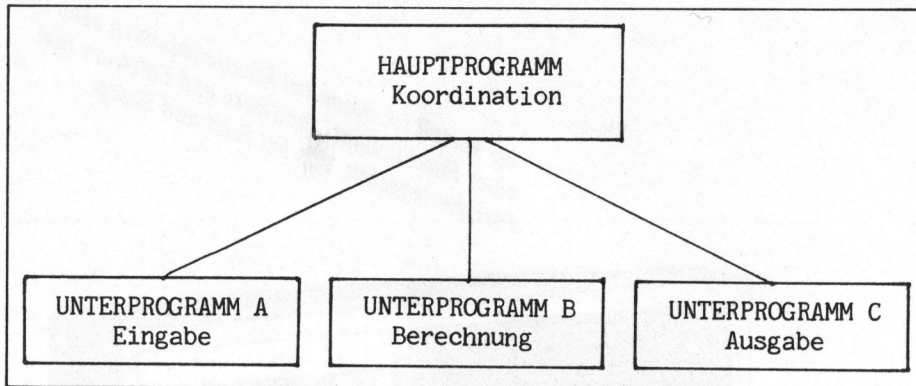 HAUPTPROGRAMM
Koordination
UNTERPROGRAMM A
Eingabe
UNTERPROGRAMM B
Berechnung
UNTERPROGRAMM C
Ausgabe